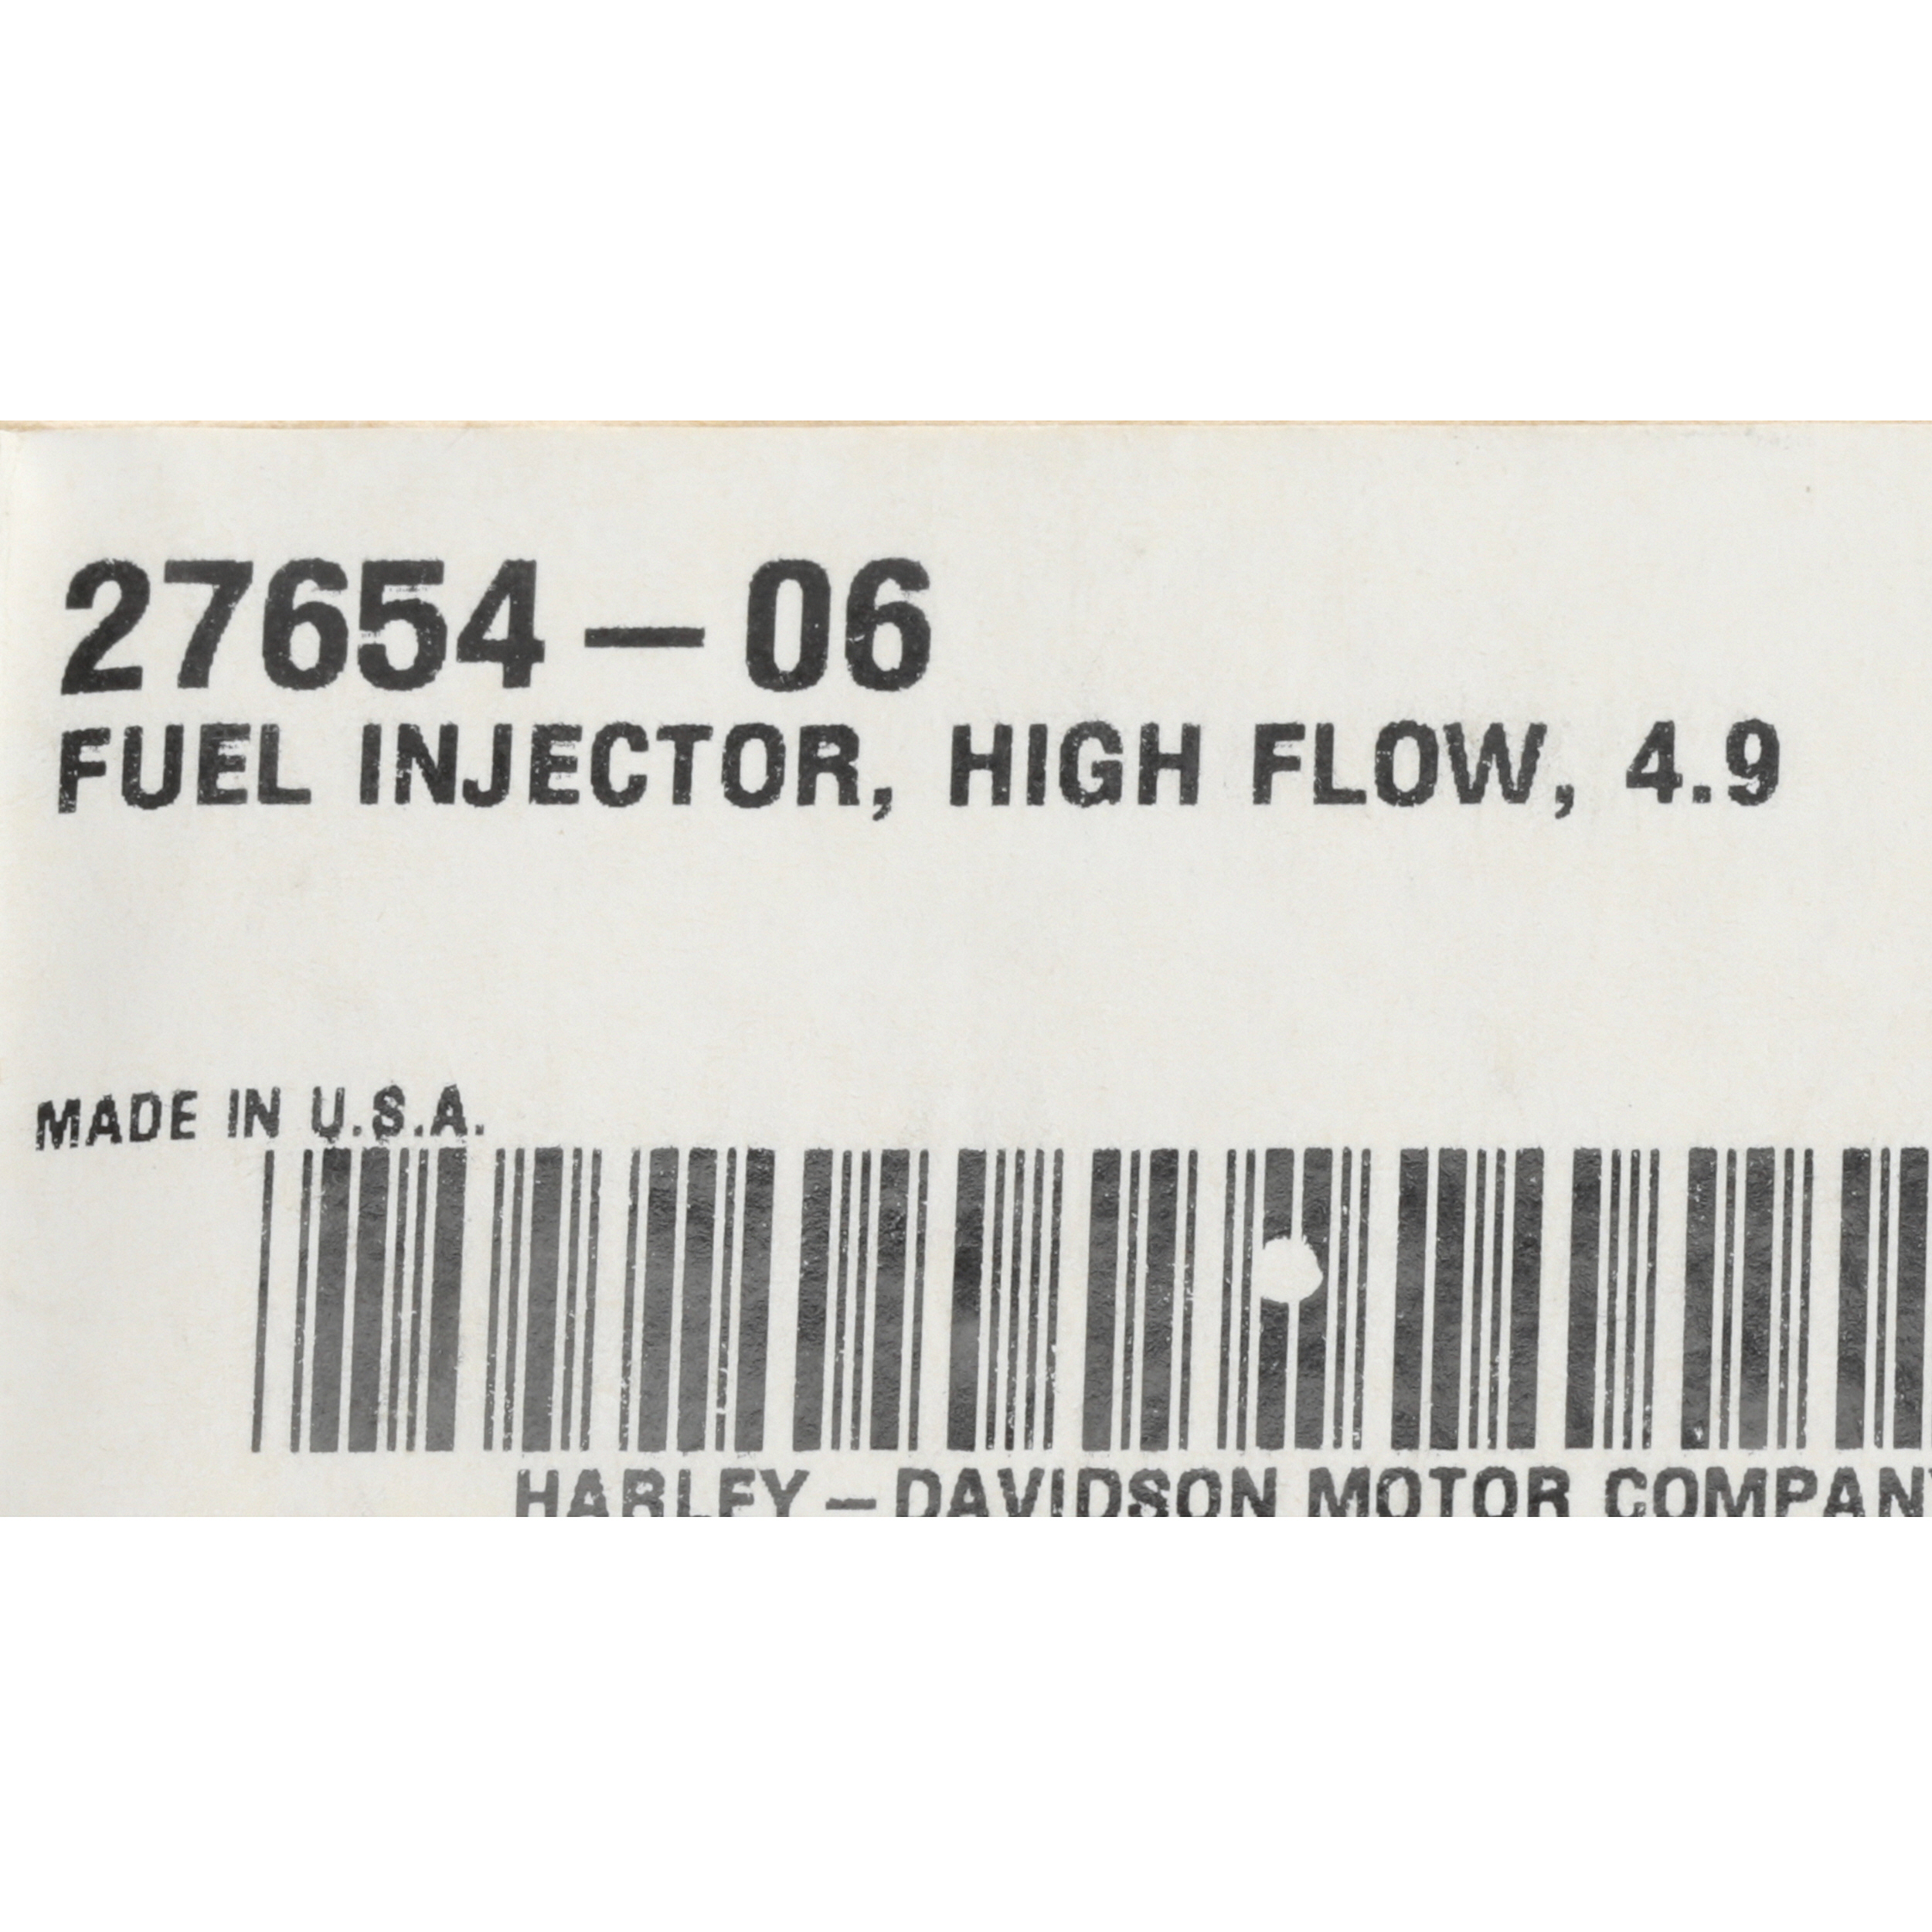 27654-06
FUEL INJECTOR, HIGH FLOW, 4.9
MADE IN U.S.A.
HARLEY-DAVIDSON MOTOR COMPANY